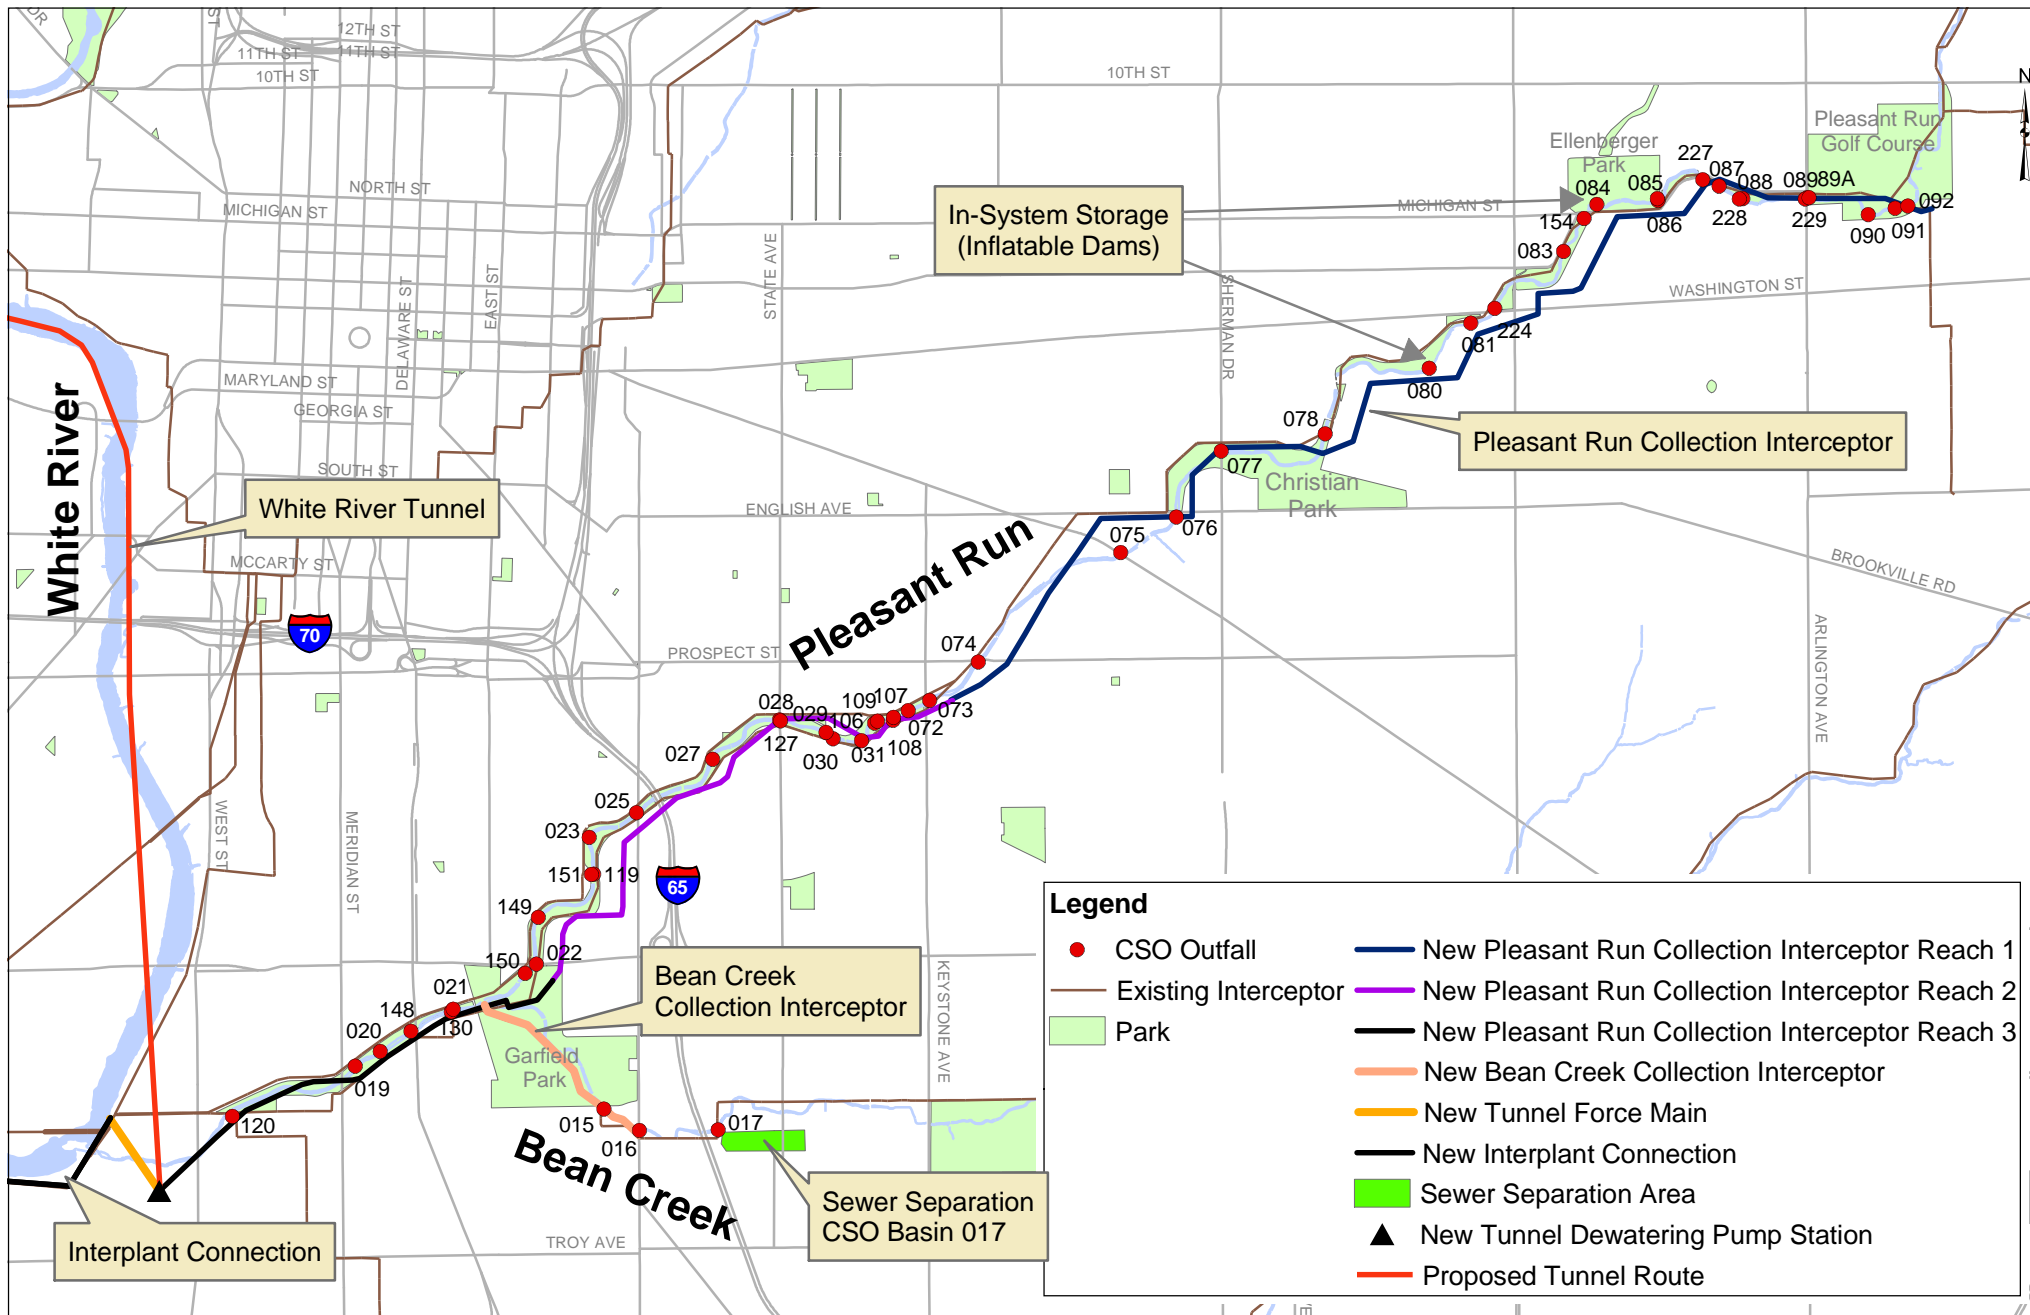 DR
ST
12TH ST
11TH ST
11TH ST
10TH ST
10TH ST
N
Pleasant Run
Golf Course
Ellenberger
Park
227
087
084
085
088
089
89A
092
NORTH ST
MICHIGAN ST
MICHIGAN ST
In-System Storage
(Inflatable Dams)
154
086
228
229
090
091
083
STATE AVE
SHERMAN DR
DELAWARE ST
EAST ST
WASHINGTON ST
081
224
080
MARYLAND ST
GEORGIA ST
White River
078
Pleasant Run Collection Interceptor
077
SOUTH ST
Christian
Park
White River Tunnel
ENGLISH AVE
076
075
Pleasant Run
MCCARTY ST
BROOKVILLE RD
70
ARLINGTON AVE
PROSPECT ST
074
028
029
109
107
106
073
072
127
030
031
108
027
025
023
WEST ST
MERIDIAN ST
151
119
65
149
022
150
021
148
020
130
019
120
Bean Creek
Collection Interceptor
KEYSTONE AVE
Garfield
Park
015
016
017
Bean Creek
Sewer Separation
CSO Basin 017
TROY AVE
Interplant Connection
Legend
CSO Outfall
Existing Interceptor
Park
New Pleasant Run Collection Interceptor Reach 1
New Pleasant Run Collection Interceptor Reach 2
New Pleasant Run Collection Interceptor Reach 3
New Bean Creek Collection Interceptor
New Tunnel Force Main
New Interplant Connection
Sewer Separation Area
New Tunnel Dewatering Pump Station
Proposed Tunnel Route